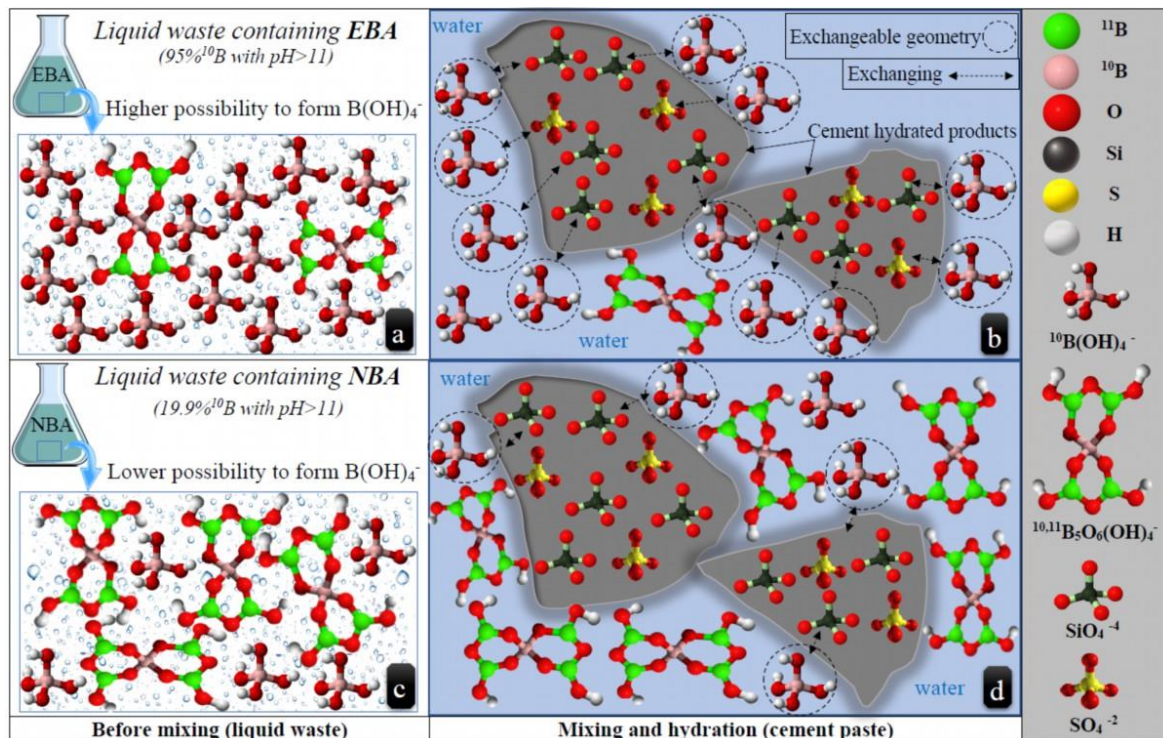 Liquid waste containing EBA
(95%¹⁰B with pH>11)
EBA
Higher possibility to form B(OH)₄⁻
a
water
Exchangeable geometry
Exchanging
Cement hydrated products
water
b
Liquid waste containing NBA
(19.9%¹⁰B with pH>11)
NBA
Lower possibility to form B(OH)₄⁻
c
water
water
d
Before mixing (liquid waste)
Mixing and hydration (cement paste)
¹¹B
¹⁰B
O
Si
S
H
¹⁰B(OH)₄⁻
¹⁰,¹¹B₅O₆(OH)₄⁻
SiO₄⁻⁴
SO₄⁻²